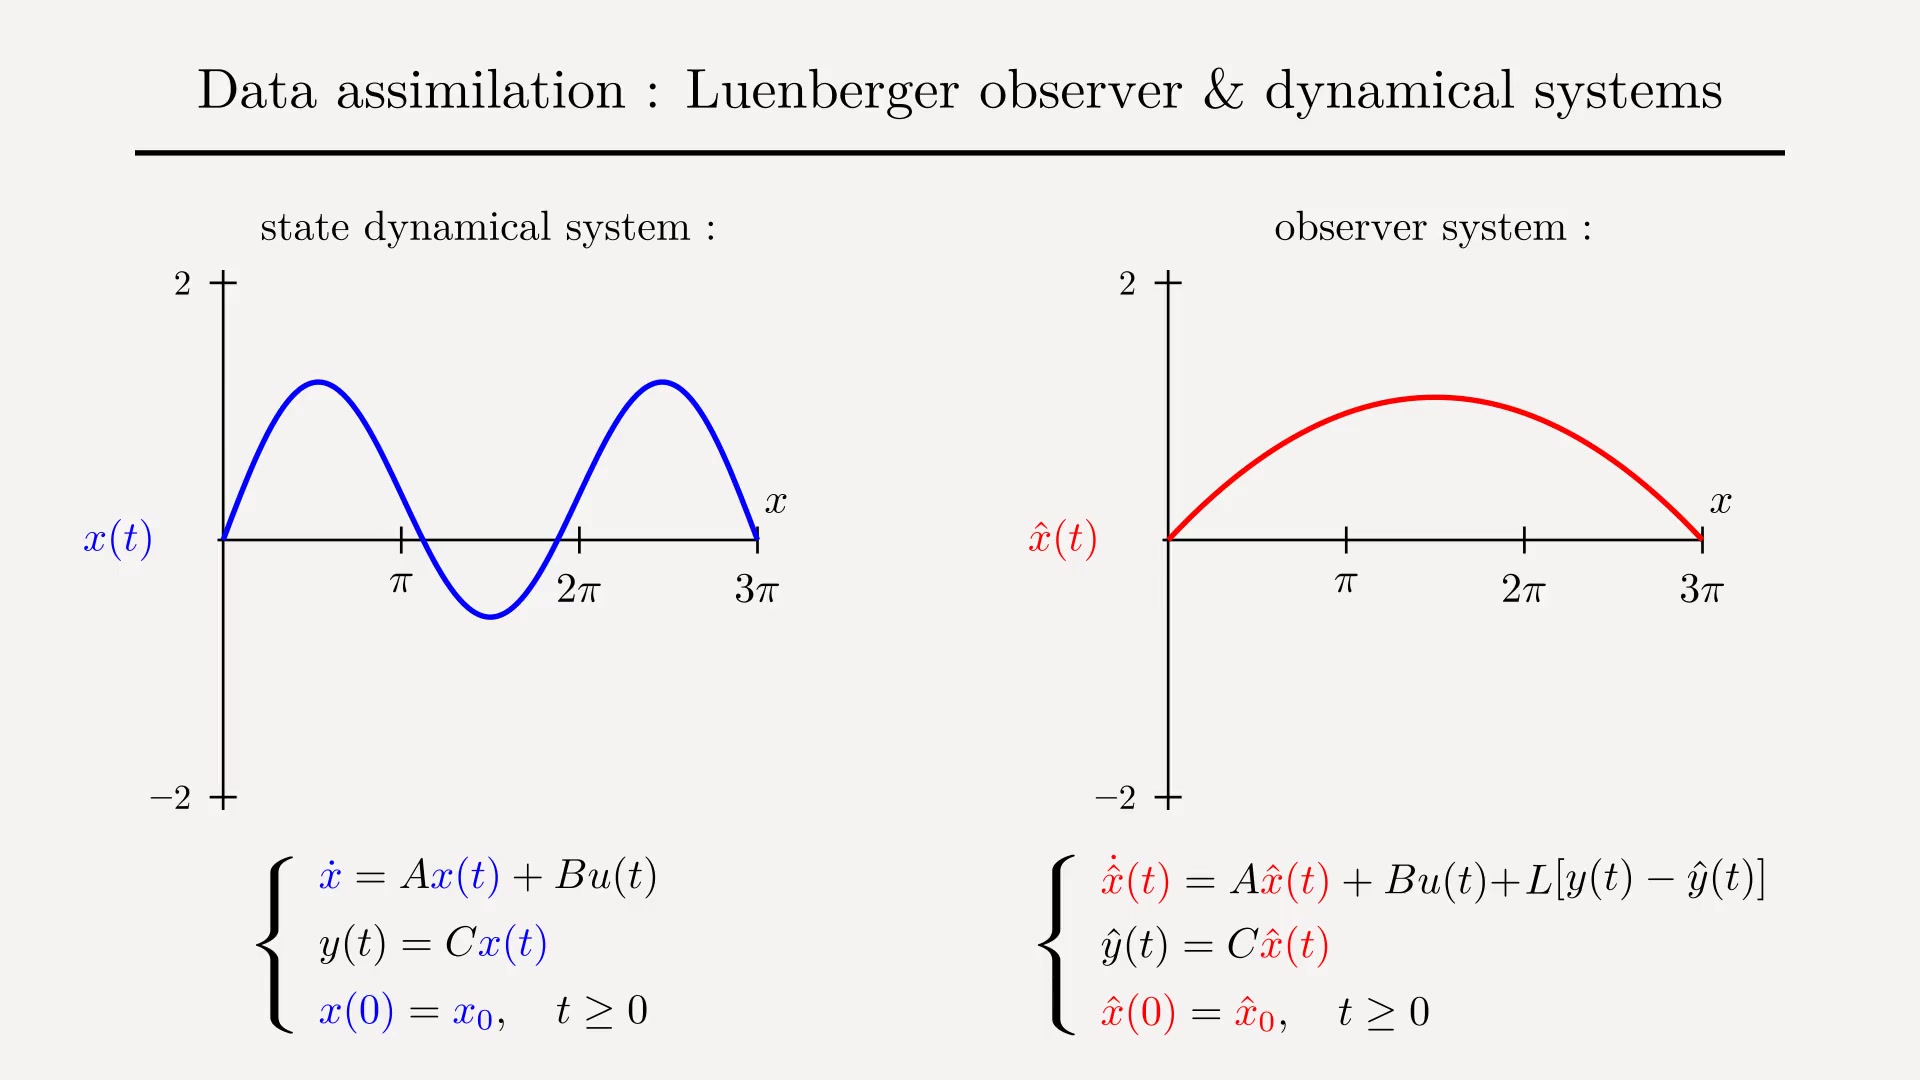 Data assimilation : Luenberger observer & dynamical systems
state dynamical system :
2
x(t)
x
π
2π
3π
−2
ẋ = Ax(t) + Bu(t)
y(t) = Cx(t)
x(0) = x₀, t ≥ 0
observer system :
2
x̂(t)
x
π
2π
3π
−2
x̂̇(t) = Ax̂(t) + Bu(t)+L[y(t) − ŷ(t)]
ŷ(t) = Cx̂(t)
x̂(0) = x̂₀, t ≥ 0